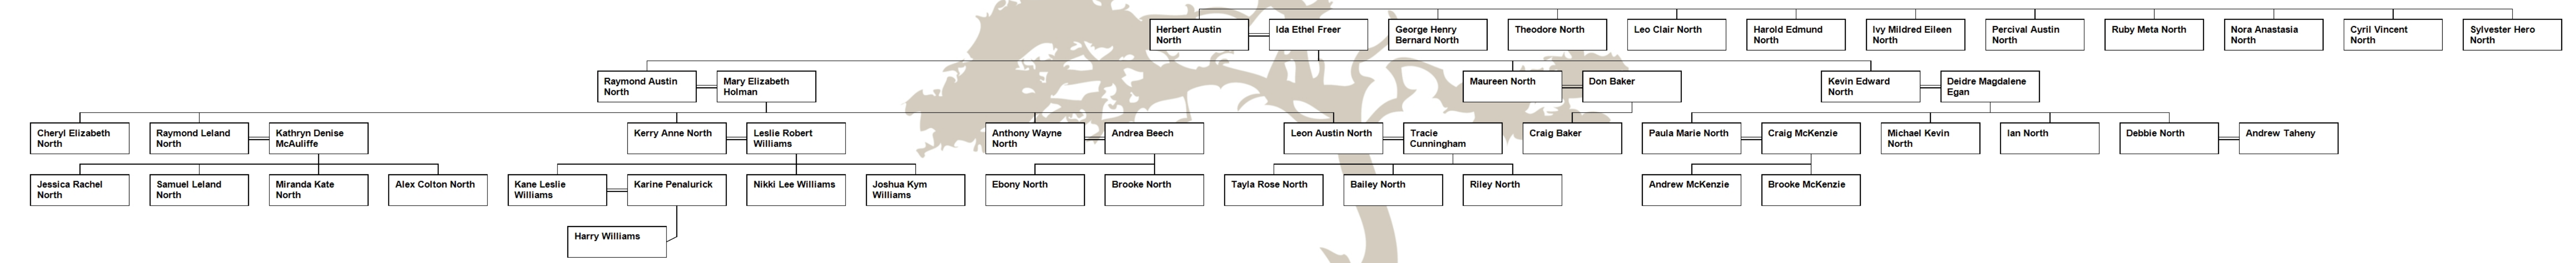 Herbert Austin
North
Ida Ethel Freer
George Henry
Bernard North
Theodore North
Leo Clair North
Harold Edmund
North
Ivy Mildred Eileen
North
Percival Austin
North
Ruby Meta North
Nora Anastasia
North
Cyril Vincent
North
Sylvester Hero
North
Raymond Austin
North
Mary Elizabeth
Holman
Maureen North
Don Baker
Kevin Edward
North
Deidre Magdalene
Egan
Cheryl Elizabeth
North
Raymond Leland
North
Kathryn Denise
McAuliffe
Kerry Anne North
Leslie Robert
Williams
Anthony Wayne
North
Andrea Beech
Leon Austin North
Tracie
Cunningham
Craig Baker
Paula Marie North
Craig McKenzie
Michael Kevin
North
Ian North
Debbie North
Andrew Taheny
Jessica Rachel
North
Samuel Leland
North
Miranda Kate
North
Alex Colton North
Kane Leslie
Williams
Karine Penalurick
Nikki Lee Williams
Joshua Kym
Williams
Ebony North
Brooke North
Tayla Rose North
Bailey North
Riley North
Andrew McKenzie
Brooke McKenzie
Harry Williams